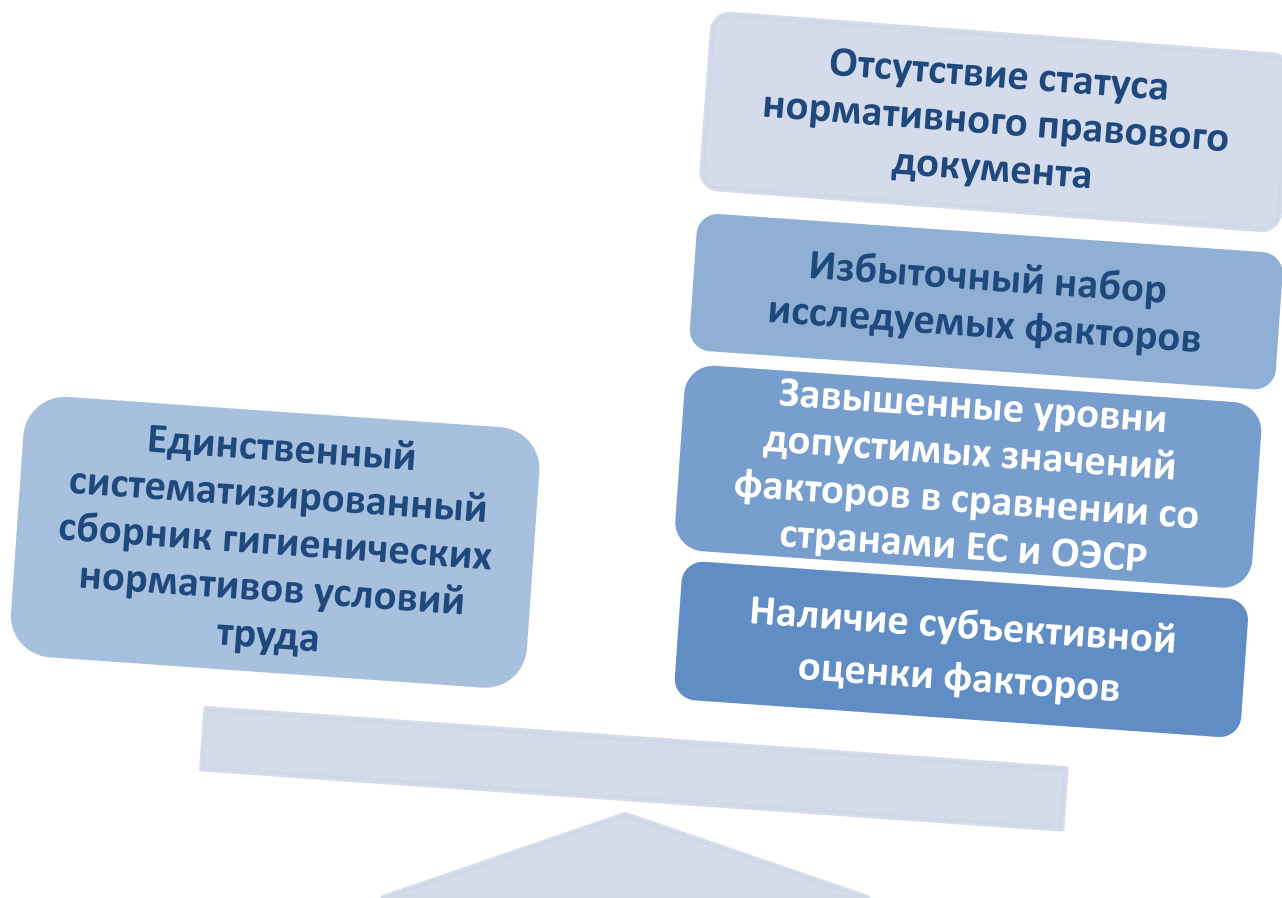 Единственный
систематизированный
сборник гигиенических
нормативов условий
труда
Отсутствие статуса
нормативного правового
документа
Избыточный набор
исследуемых факторов
Завышенные уровни
допустимых значений
факторов в сравнении со
странами ЕС и ОЭСР
Наличие субъективной
оценки факторов